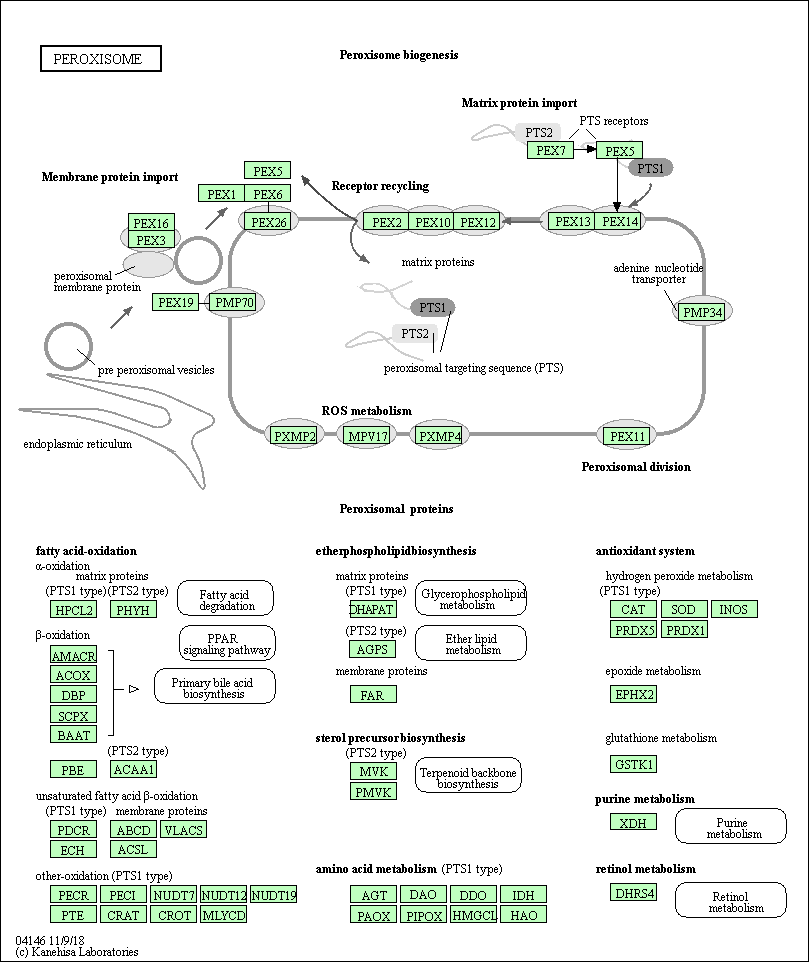 PEROXISOME
Peroxisome biogenesis
Matrix protein import
PTS receptors
PTS2
PEX7
PEX5
PTS1
Membrane protein import
PEX5
PEX1
PEX6
Receptor recycling
PEX16
PEX3
PEX26
PEX2
PEX10
PEX12
PEX13
PEX14
peroxisomal
membrane protein
matrix proteins
adenine nucleotide
transporter
PEX19
PMP70
PTS1
PMP34
PTS2
pre peroxisomal vesicles
peroxisomal targeting sequence (PTS)
ROS metabolism
endoplasmic reticulum
PXMP2
MPV17
PXMP4
PEX11
Peroxisomal division
Peroxisomal proteins
fatty acid-oxidation
α-oxidation
matrix proteins
(PTS1 type) (PTS2 type)
HPCL2
PHYH
Fatty acid
degradation
β-oxidation
PPAR
signaling pathway
AMACR
ACOX
DBP
SCPX
BAAT
Primary bile acid
biosynthesis
(PTS2 type)
PBE
ACAA1
unsaturated fatty acid β-oxidation
(PTS1 type) membrane proteins
PDCR
ABCD
VLACS
ECH
ACSL
other-oxidation (PTS1 type)
PECR
PECI
NUDT7
NUDT12
NUDT19
PTE
CRAT
CROT
MLYCD
etherphospholipidbiosynthesis
matrix proteins
(PTS1 type)
DHAPAT
Glycerophospholipid
metabolism
(PTS2 type)
AGPS
Ether lipid
metabolism
membrane proteins
FAR
sterol precursor biosynthesis
(PTS2 type)
MVK
PMVK
Terpenoid backbone
biosynthesis
amino acid metabolism (PTS1 type)
AGT
DAO
DDO
IDH
PAOX
PIPOX
HMGCL
HAO
antioxidant system
hydrogen peroxide metabolism
(PTS1 type)
CAT
SOD
INOS
PRDX5
PRDX1
epoxide metabolism
EPHX2
glutathione metabolism
GSTK1
purine metabolism
XDH
Purine
metabolism
retinol metabolism
DHRS4
Retinol
metabolism
04146 11/9/18
(c) Kanehisa Laboratories